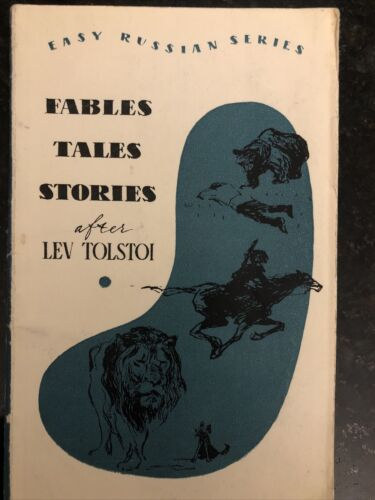 EASY RUSSIAN SERIES
FABLES
TALES
STORIES
after
LEV TOLSTOI